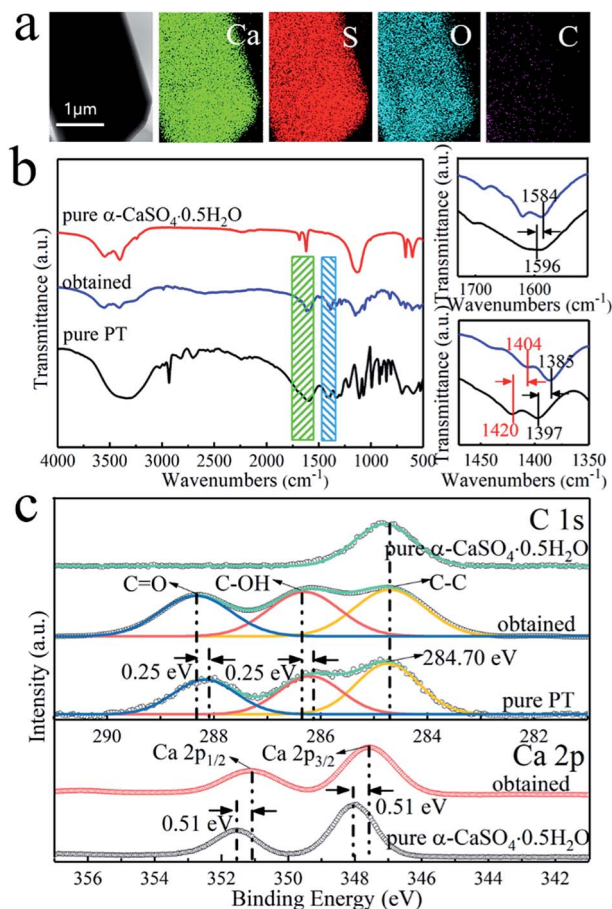 a
1μm
Ca
S
O
C
b
Transmittance (a.u.)
pure α-CaSO₄·0.5H₂O
obtained
pure PT
4000 3500 3000 2500 2000 1500 1000 500
Wavenumbers (cm⁻¹)
Transmittance (a.u.)
1584
1596
1700 1600
Wavenumbers (cm⁻¹)
Transmittance (a.u.)
1404
1385
1420
1397
1450 1400 1350
Wavenumbers (cm⁻¹)
c
Intensity (a.u.)
C 1s
pure α-CaSO₄·0.5H₂O
C=O
C-OH
C-C
obtained
0.25 eV
0.25 eV
284.70 eV
pure PT
290 288 286 284 282
Ca 2p
Ca 2p₁/₂
Ca 2p₃/₂
obtained
0.51 eV
0.51 eV
pure α-CaSO₄·0.5H₂O
356 354 352 350 348 346 344 342
Binding Energy (eV)